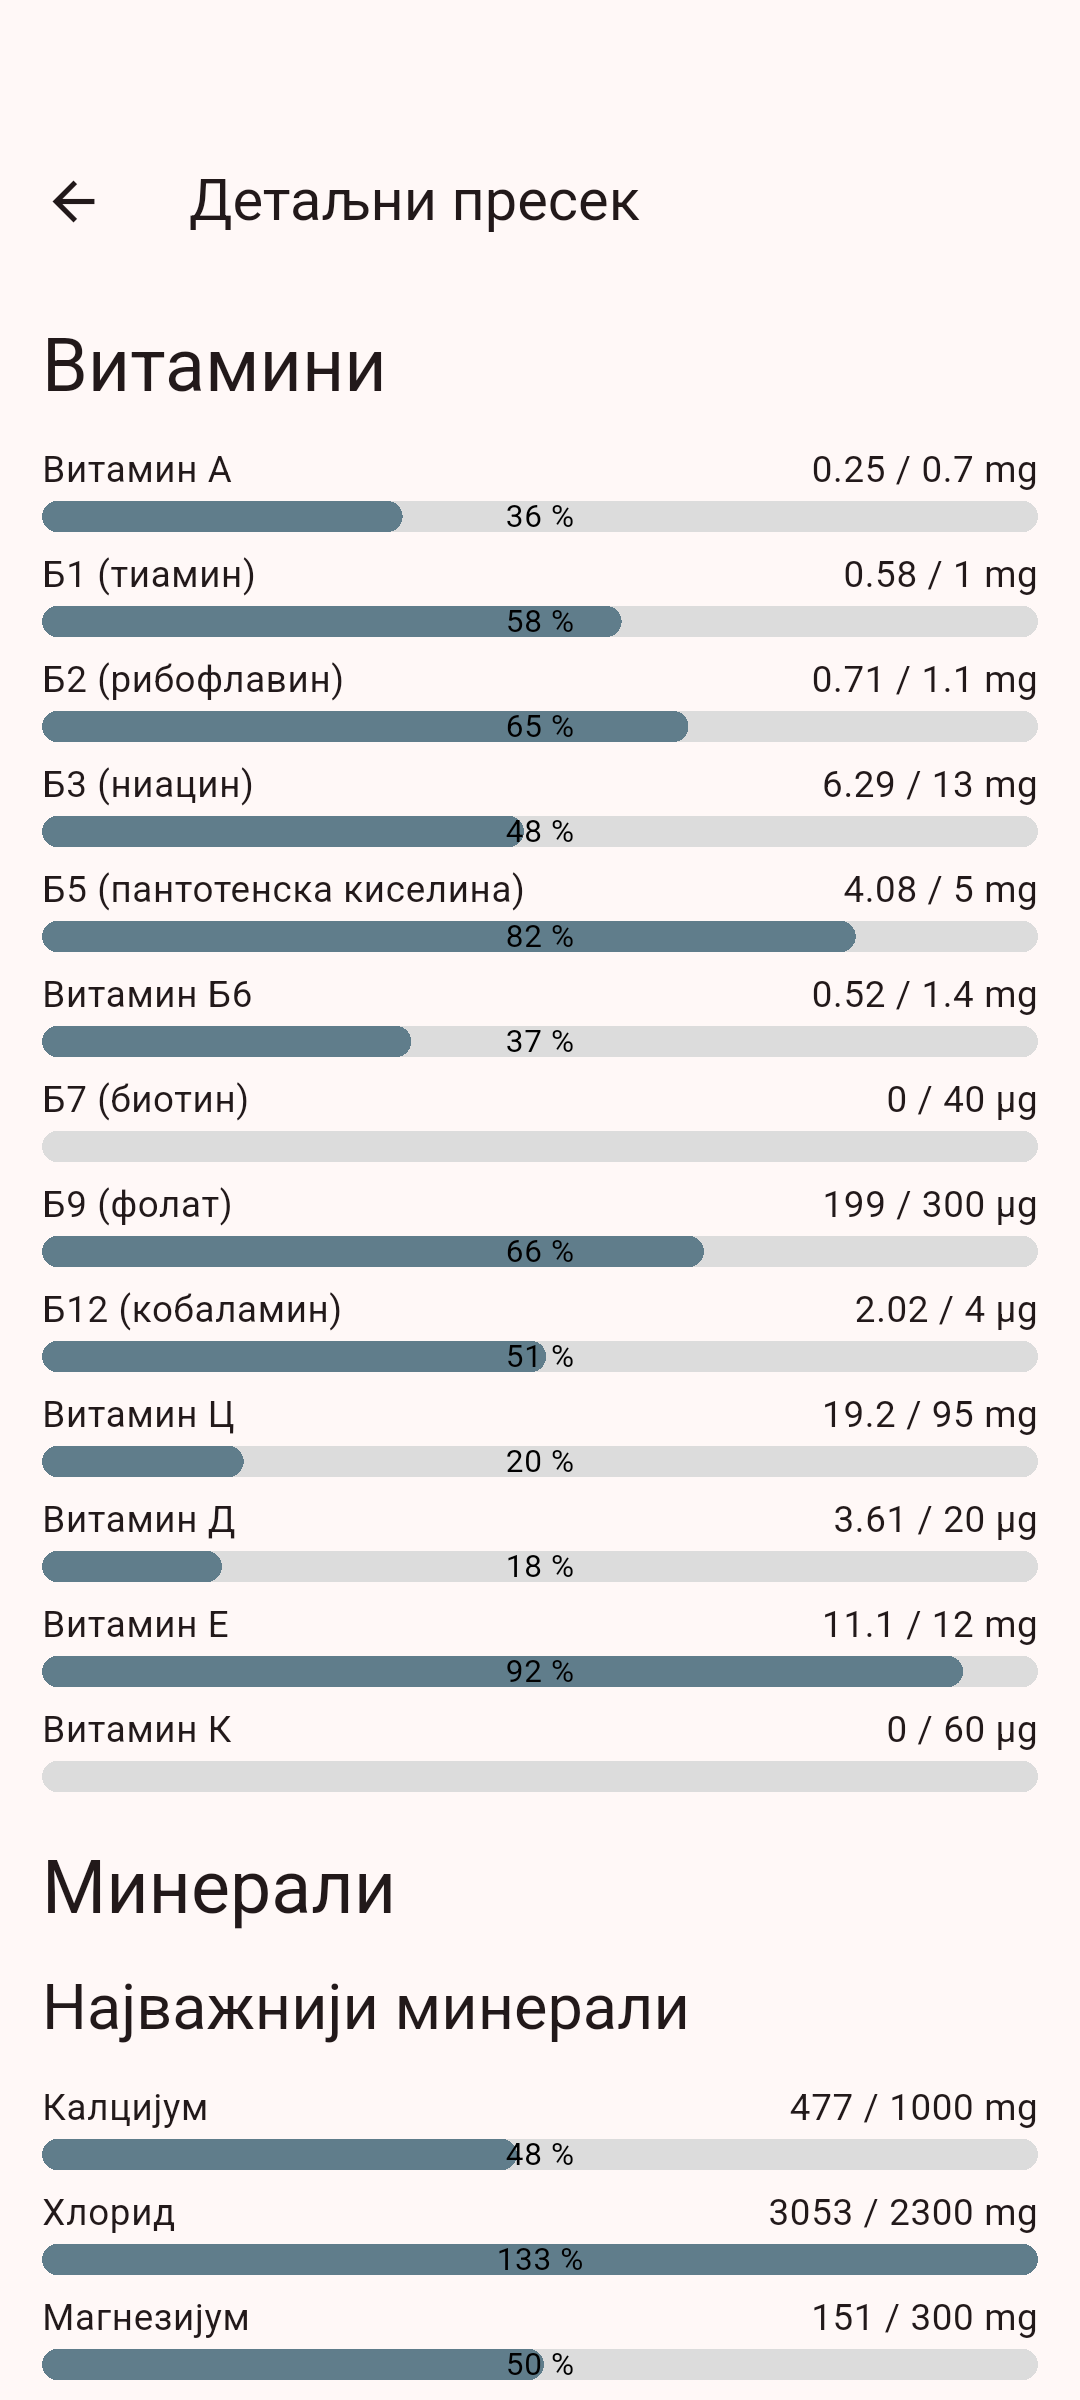 Детаљни пресек
Витамини
Витамин А 0.25 / 0.7 mg
36 %
Б1 (тиамин) 0.58 / 1 mg
58 %
Б2 (рибофлавин) 0.71 / 1.1 mg
65 %
Б3 (ниацин) 6.29 / 13 mg
48 %
Б5 (пантотенска киселина) 4.08 / 5 mg
82 %
Витамин Б6 0.52 / 1.4 mg
37 %
Б7 (биотин) 0 / 40 µg
Б9 (фолат) 199 / 300 µg
66 %
Б12 (кобаламин) 2.02 / 4 µg
51 %
Витамин Ц 19.2 / 95 mg
20 %
Витамин Д 3.61 / 20 µg
18 %
Витамин Е 11.1 / 12 mg
92 %
Витамин К 0 / 60 µg
Минерали
Најважнији минерали
Калцијум 477 / 1000 mg
48 %
Хлорид 3053 / 2300 mg
133 %
Магнезијум 151 / 300 mg
50 %